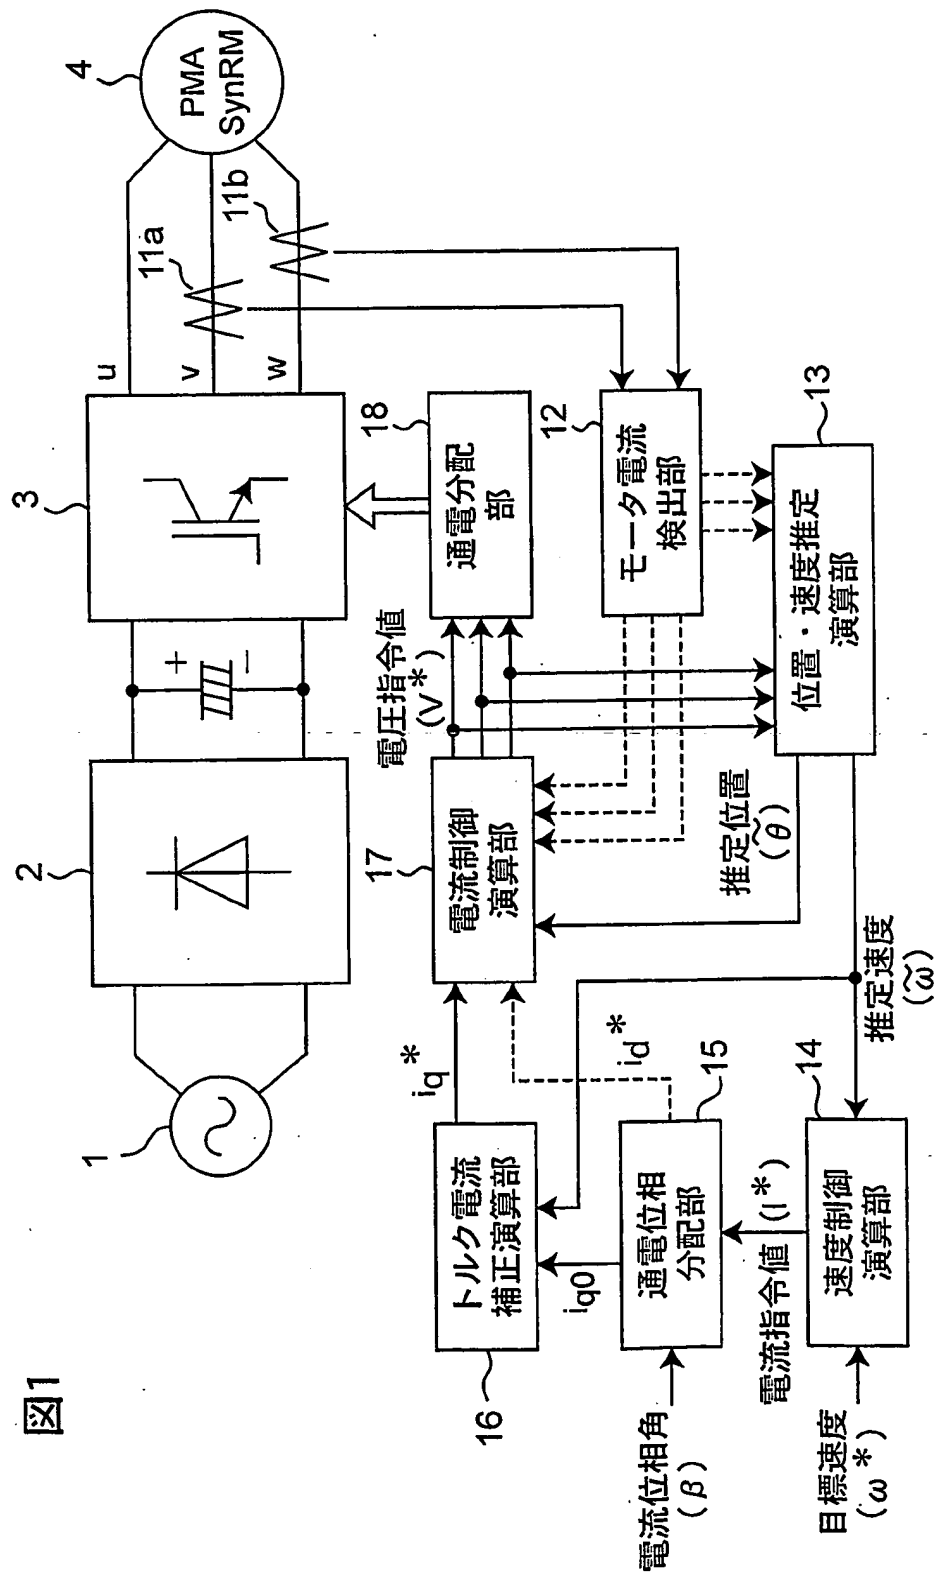 図1
1
2
3
4
PMA
SynRM
+
−
u
v
w
11a
11b
16
トルク電流
補正演算部
iq*
17
電流制御
演算部
電圧指令値
(V*)
18
通電分配
部
12
モータ電流
検出部
iq0
id*
電流位相角
(β)
15
通電位相
分配部
推定位置
(θ̃)
13
位置・速度推定
演算部
電流指令値 (I*)
目標速度
(ω*)
14
速度制御
演算部
推定速度
(ω̃)